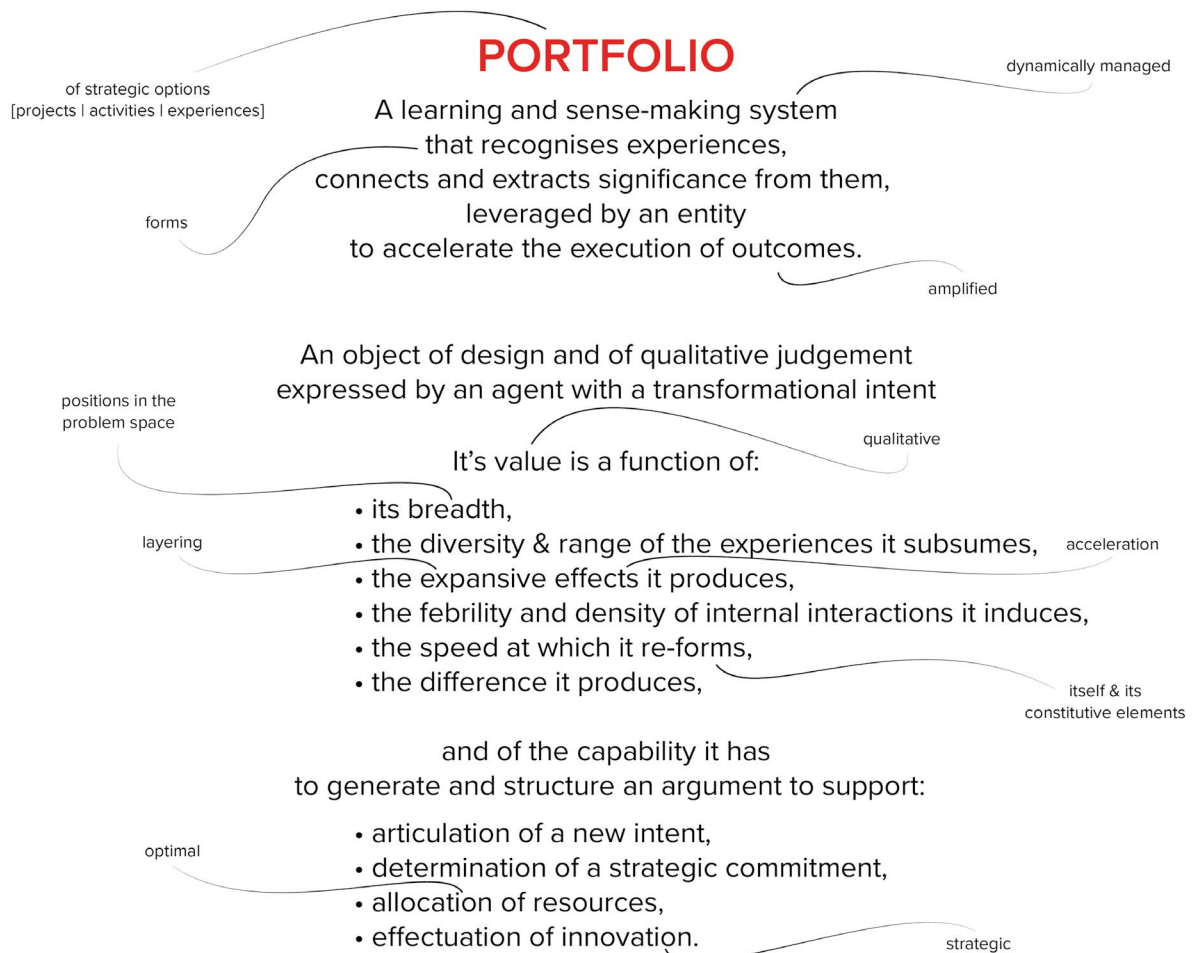 PORTFOLIO
of strategic options
[projects | activities | experiences]
dynamically managed
A learning and sense-making system
that recognises experiences,
connects and extracts significance from them,
forms
leveraged by an entity
to accelerate the execution of outcomes.
amplified
An object of design and of qualitative judgement
expressed by an agent with a transformational intent
positions in the
problem space
qualitative
It's value is a function of:
• its breadth,
layering
• the diversity & range of the experiences it subsumes,
acceleration
• the expansive effects it produces,
• the febrility and density of internal interactions it induces,
• the speed at which it re-forms,
• the difference it produces,
itself & its
constitutive elements
and of the capability it has
to generate and structure an argument to support:
• articulation of a new intent,
optimal
• determination of a strategic commitment,
• allocation of resources,
• effectuation of innovation.
strategic